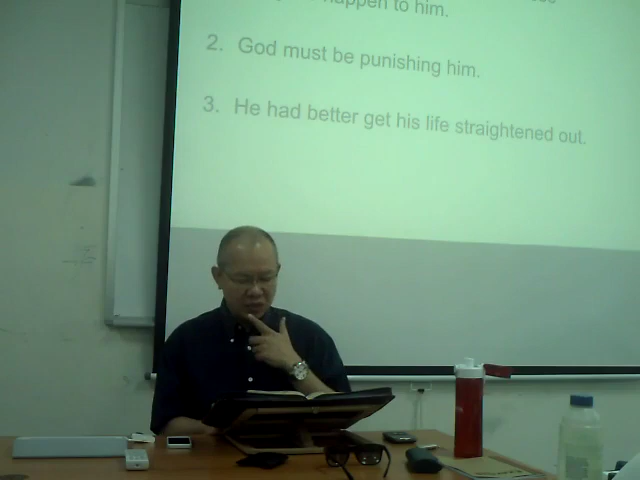 happen to him.
2. God must be punishing him.
3. He had better get his life straightened out.